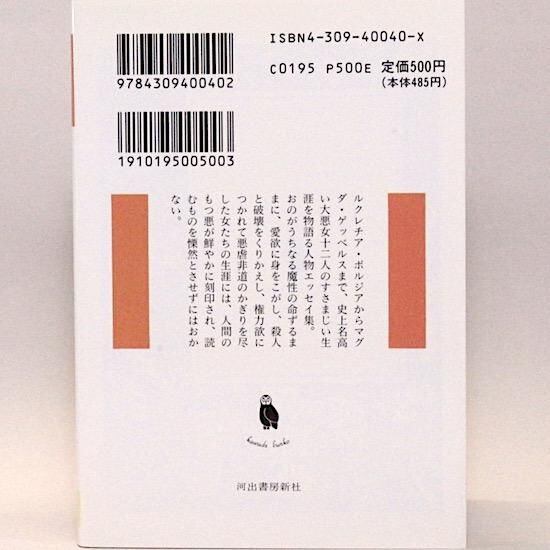 ISBN4-309-40040-X
C0195 P500E 定価500円
(本体485円)
9784309400402
1910195005003
ルクレチア・ボルジアからマグ
ダ・ゲッベルスまで、史上名高
い大悪女十二人のすさまじい生
涯を物語る人物エッセイ集。
おのがうちなる魔性の命ずるま
まに、愛欲に身をこがし、殺人
と破壊をくりかえし、権力欲に
つかれて悪虐非道のかぎりを尽
した女たちの生涯には、人間の
もつ悪が鮮やかに刻印され、読
むものを慄然とさせずにはおか
ない。
kawade bunko
河出書房新社